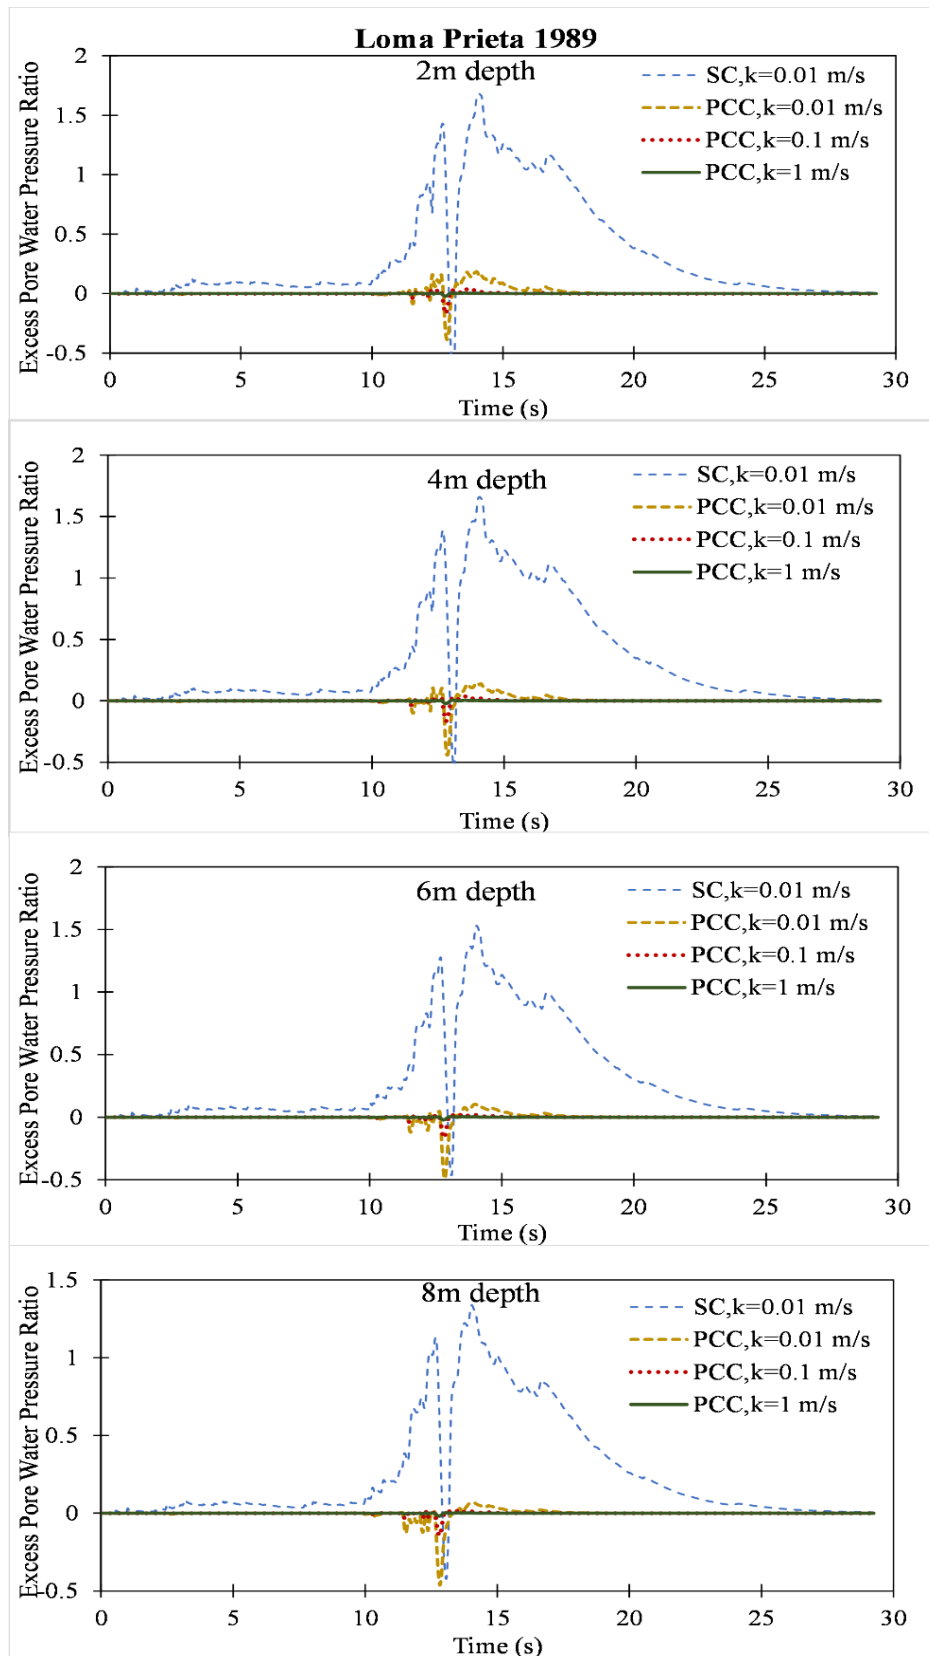 Loma Prieta 1989
2m depth
SC,k=0.01 m/s
PCC,k=0.01 m/s
PCC,k=0.1 m/s
PCC,k=1 m/s
Excess Pore Water Pressure Ratio
2
1.5
1
0.5
0
-0.5
0 5 10 15 20 25 30
Time (s)
4m depth
SC,k=0.01 m/s
PCC,k=0.01 m/s
PCC,k=0.1 m/s
PCC,k=1 m/s
Excess Pore Water Pressure Ratio
2
1.5
1
0.5
0
-0.5
0 5 10 15 20 25 30
Time (s)
6m depth
SC,k=0.01 m/s
PCC,k=0.01 m/s
PCC,k=0.1 m/s
PCC,k=1 m/s
Excess Pore Water Pressure Ratio
2
1.5
1
0.5
0
-0.5
0 5 10 15 20 25 30
Time (s)
8m depth
SC,k=0.01 m/s
PCC,k=0.01 m/s
PCC,k=0.1 m/s
PCC,k=1 m/s
Excess Pore Water Pressure Ratio
1.5
1
0.5
0
-0.5
0 5 10 15 20 25 30
Time (s)